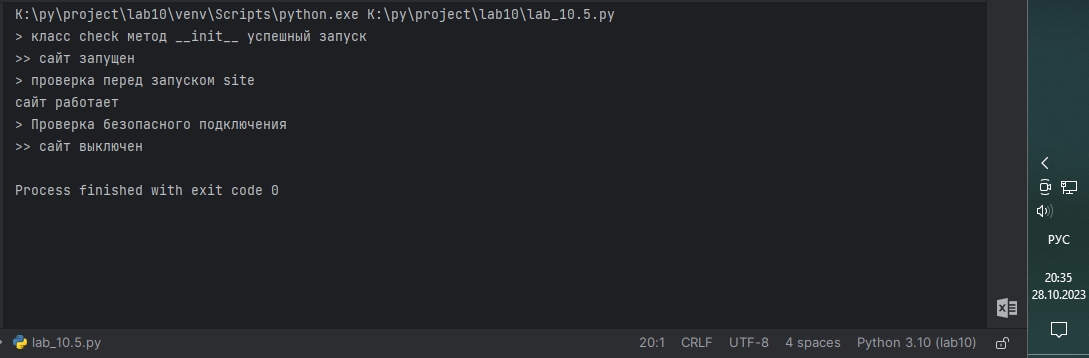 K:\py\project\lab10\venv\Scripts\python.exe K:\py\project\lab10\lab_10.5.py
> класс check метод __init__ успешный запуск
>> сайт запущен
> проверка перед запуском site
сайт работает
> Проверка безопасного подключения
>> сайт выключен
Process finished with exit code 0
РУС
20:35
28.10.2023
lab_10.5.py 20:1 CRLF UTF-8 4 spaces Python 3.10 (lab10)